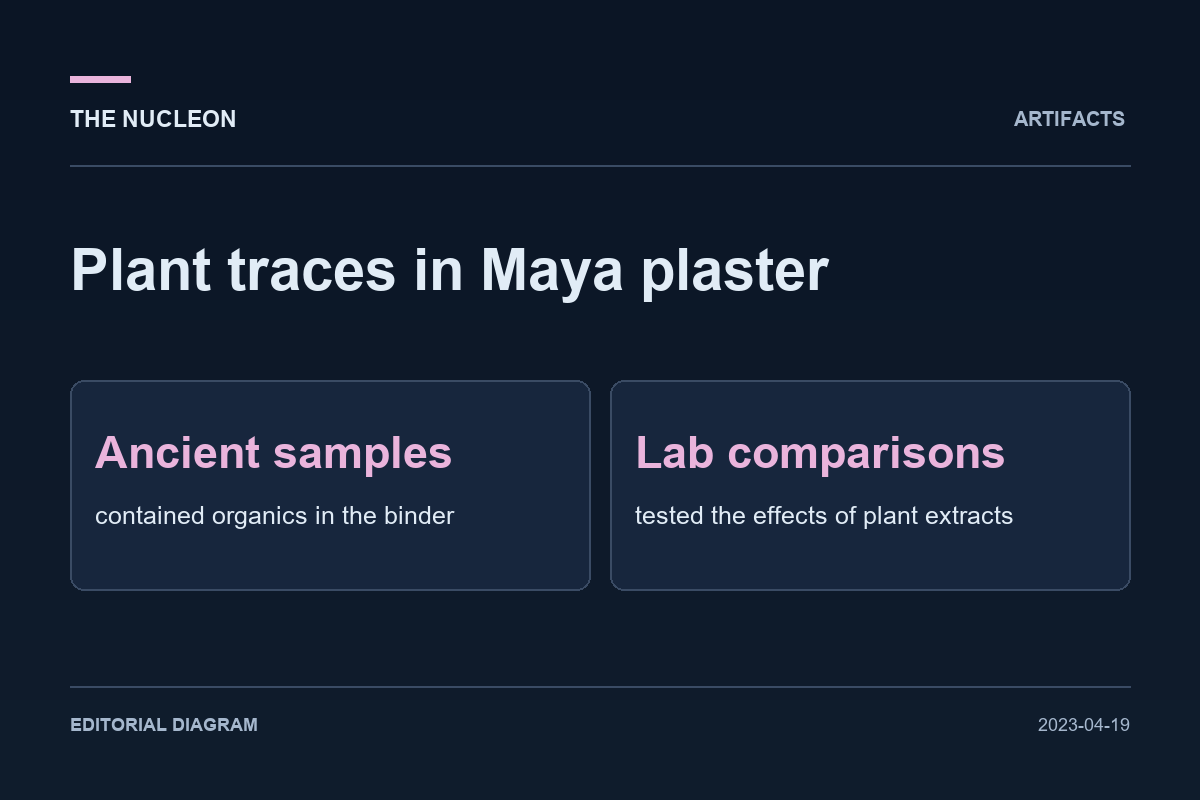 THE NUCLEON
ARTIFACTS
Plant traces in Maya plaster
Ancient samples
contained organics in the binder
Lab comparisons
tested the effects of plant extracts
EDITORIAL DIAGRAM
2023-04-19